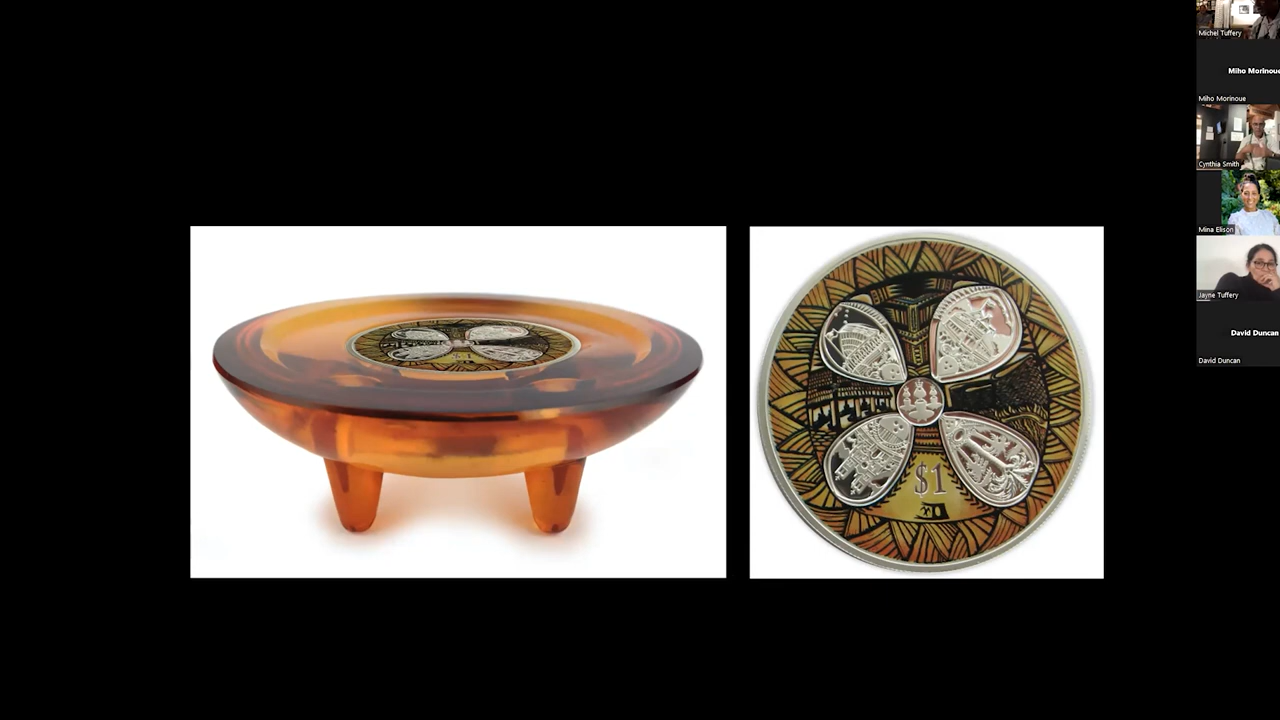 Michel Tuffery
Miho Morinoue
Miho Morinoue
Cynthia Smith
Mina Elison
Jayne Tuffery
David Duncan
David Duncan
$1